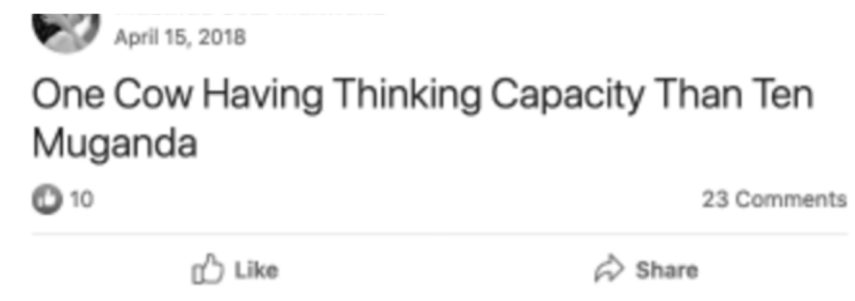 April 15, 2018
One Cow Having Thinking Capacity Than Ten
Muganda
10
23 Comments
Like
Share